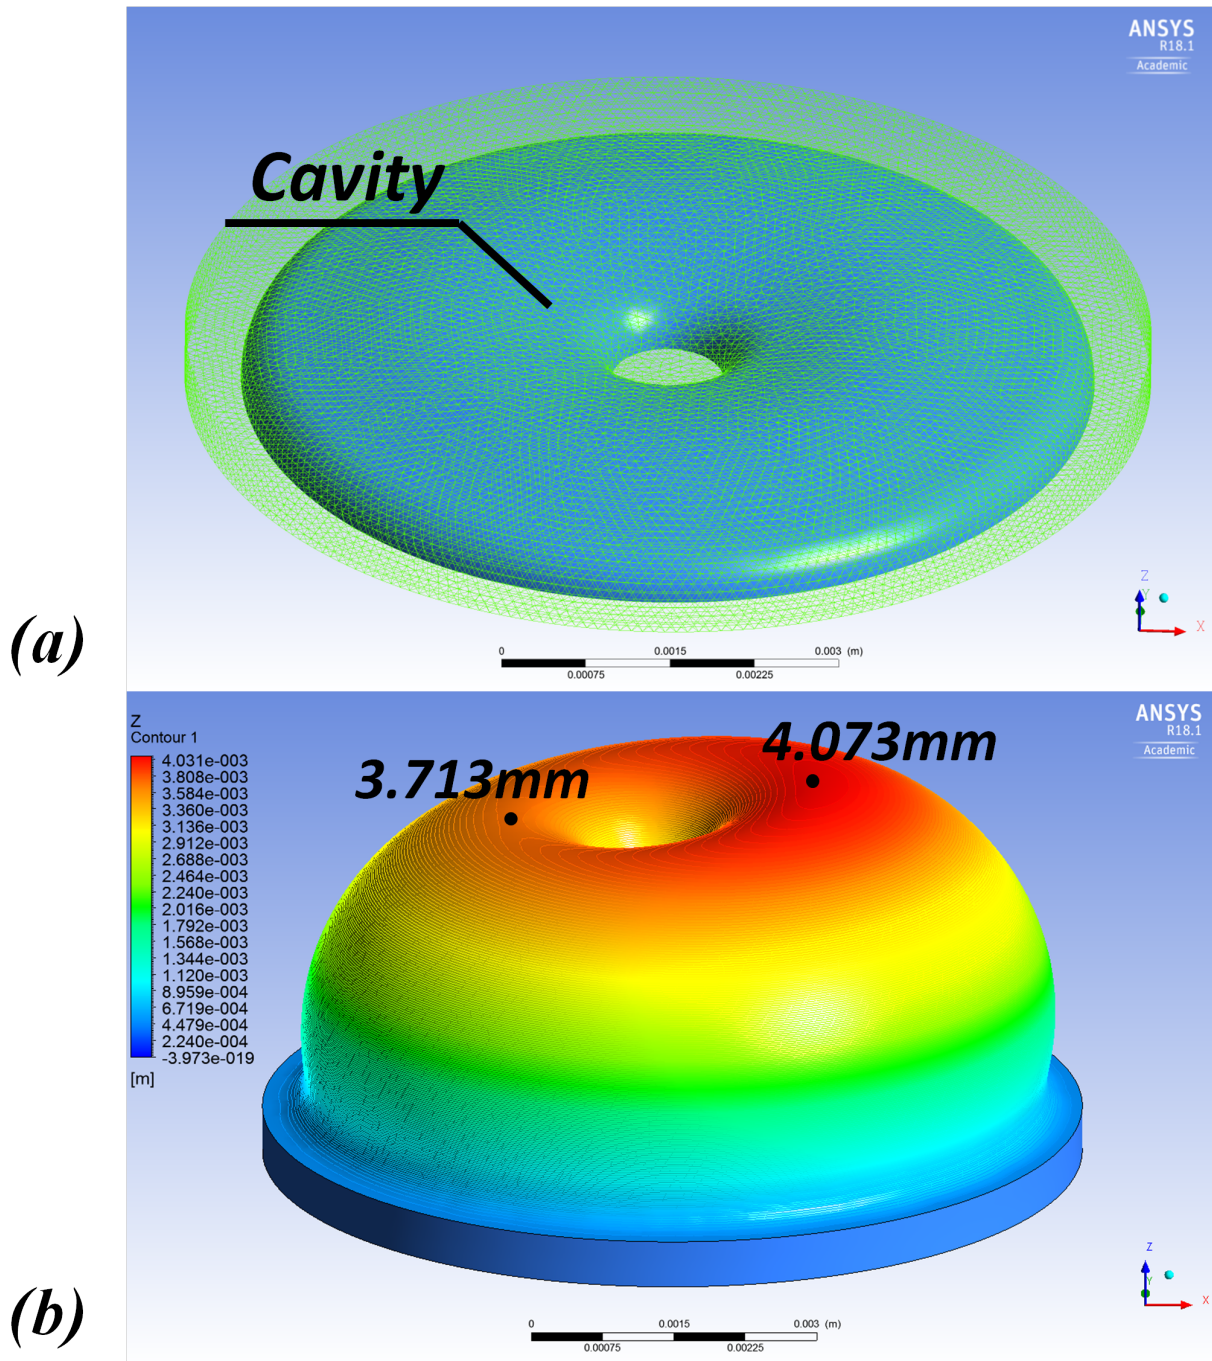 ANSYS
R18.1
Academic
Cavity
Z
Y
X
(a)
0 0.0015 0.003 (m)
0.00075 0.00225
Z
Contour 1
4.031e-003
3.808e-003
3.584e-003
3.360e-003
3.136e-003
2.912e-003
2.688e-003
2.464e-003
2.240e-003
2.016e-003
1.792e-003
1.568e-003
1.344e-003
1.120e-003
8.959e-004
6.719e-004
4.479e-004
2.240e-004
-3.973e-019
[m]
ANSYS
R18.1
Academic
4.073mm
3.713mm
Z
Y
X
(b)
0 0.0015 0.003 (m)
0.00075 0.00225